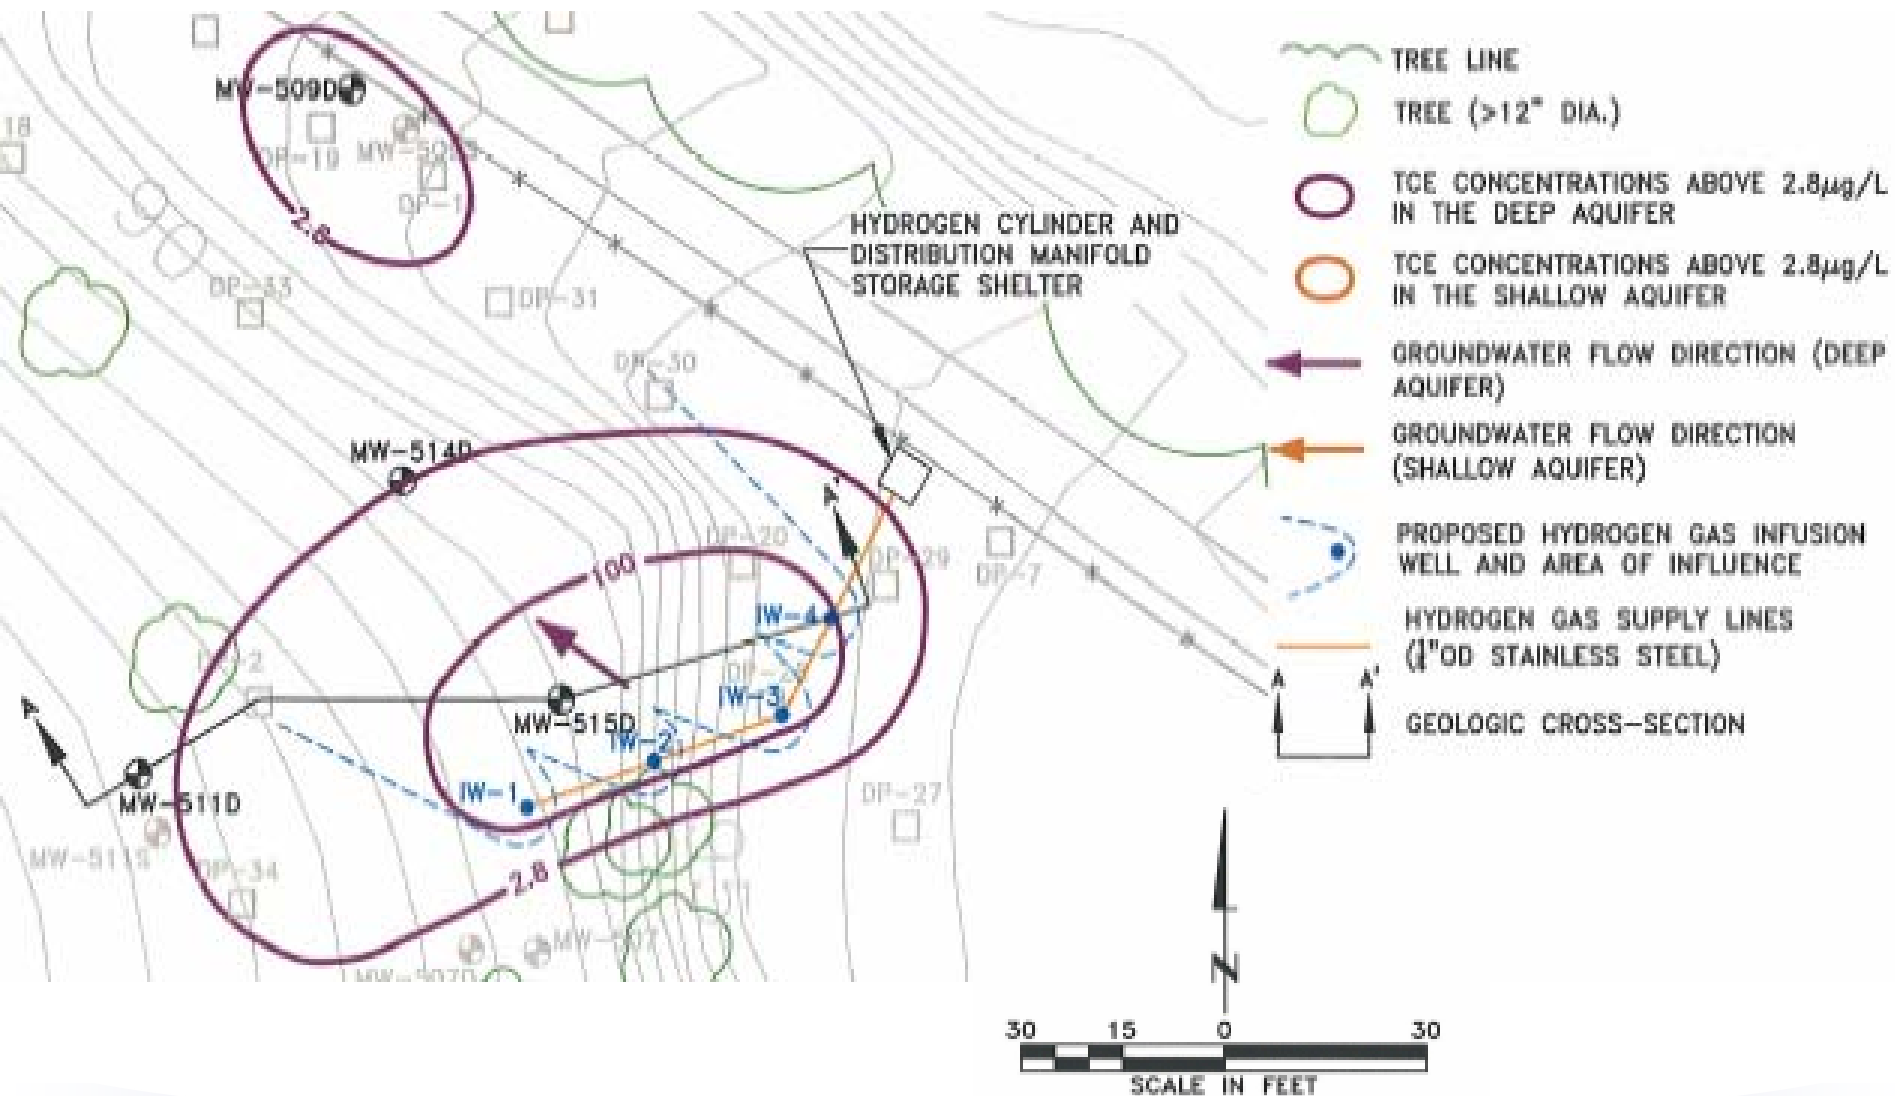 TREE LINE
TREE (>12" DIA.)
TCE CONCENTRATIONS ABOVE 2.8µg/L
IN THE DEEP AQUIFER
TCE CONCENTRATIONS ABOVE 2.8µg/L
IN THE SHALLOW AQUIFER
GROUNDWATER FLOW DIRECTION (DEEP
AQUIFER)
GROUNDWATER FLOW DIRECTION
(SHALLOW AQUIFER)
PROPOSED HYDROGEN GAS INFUSION
WELL AND AREA OF INFLUENCE
HYDROGEN GAS SUPPLY LINES
(¼"OD STAINLESS STEEL)
A A'
GEOLOGIC CROSS-SECTION
MW-509D
18
DP-19
DP-1
2.8
HYDROGEN CYLINDER AND
DISTRIBUTION MANIFOLD
STORAGE SHELTER
DP-33
DP-31
DP-30
MW-514D
A'
DP-20
DP-29
DP-7
100
IW-4
IW-3
MW-515D
IW-2
IW-1
A
MW-511D
MW-511S
DP-34
DP-27
2.8
MW-507D
N
30 15 0 30
SCALE IN FEET